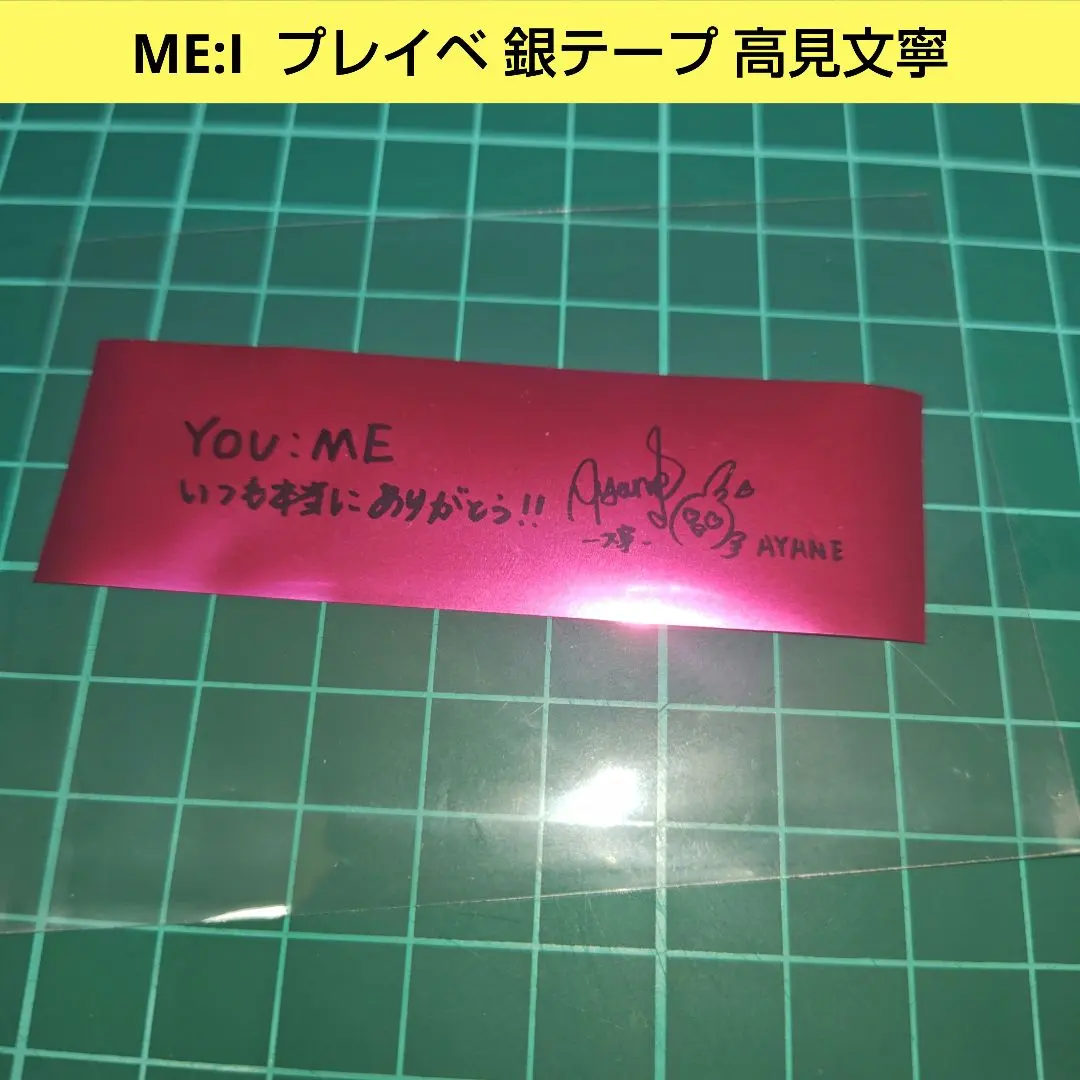 ME:I プレイベ 銀テープ 高見文寧
YOU:ME
いつも本当にありがとう!!
Ayane
-文寧-
AYANE